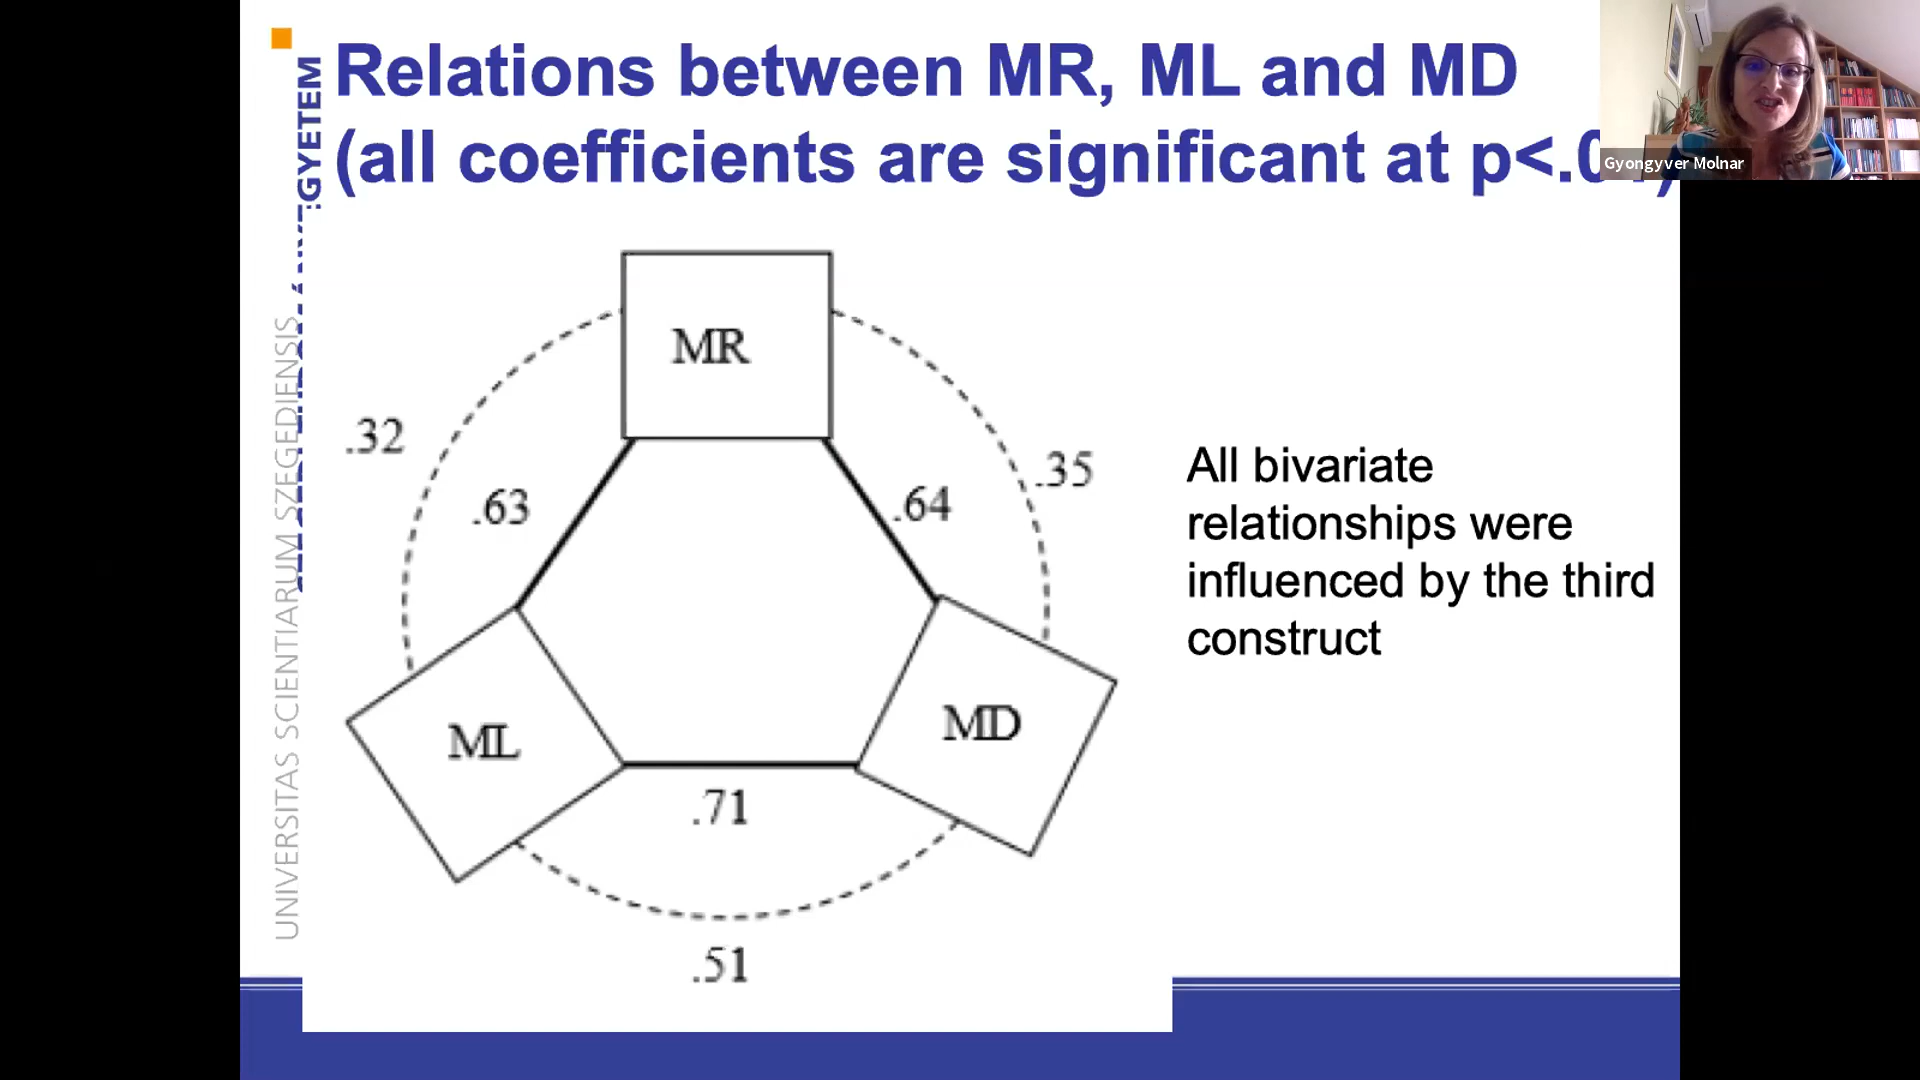 Relations between MR, ML and MD
(all coefficients are significant at p<.0
Gyongyver Molnar
GYETEM
UNIVERSITAS SCIENTIARUM SZEGEDIENSIS
MR
.32
.63
.64
.35
All bivariate
relationships were
influenced by the third
construct
ML
MD
.71
.51